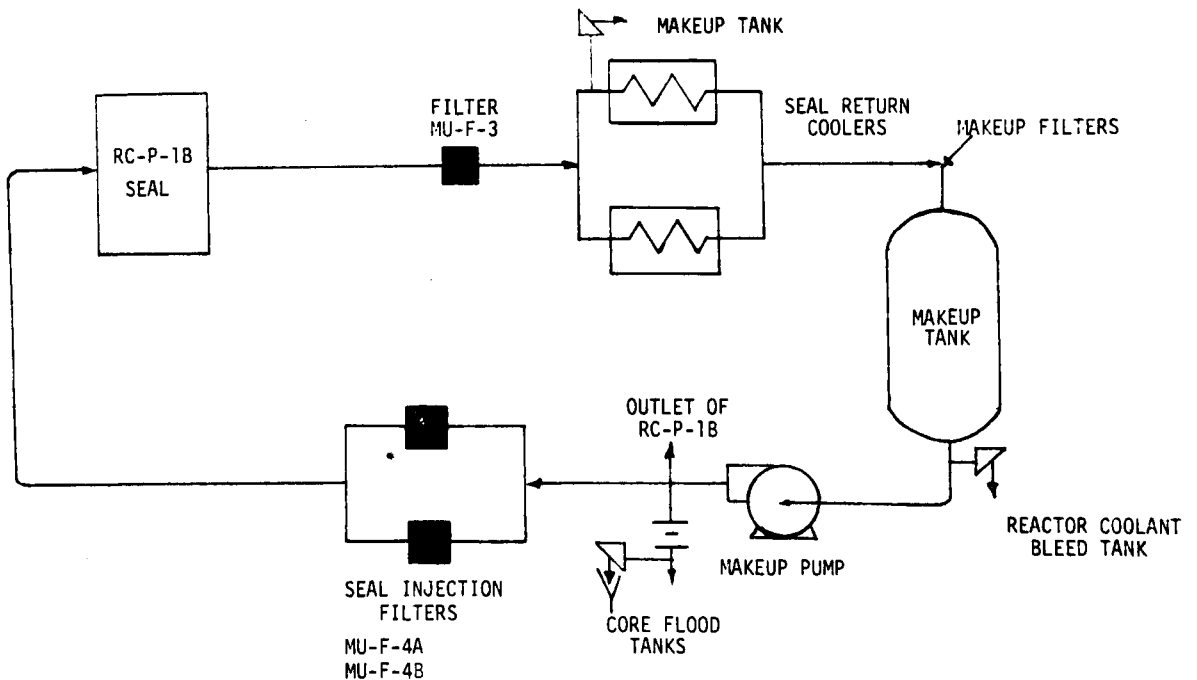 MAKEUP TANK
FILTER
MU-F-3
SEAL RETURN
COOLERS
MAKEUP FILTERS
RC-P-1B
SEAL
MAKEUP
TANK
OUTLET OF
RC-P-1B
MAKEUP PUMP
REACTOR COOLANT
BLEED TANK
SEAL INJECTION
FILTERS
MU-F-4A
MU-F-4B
CORE FLOOD
TANKS